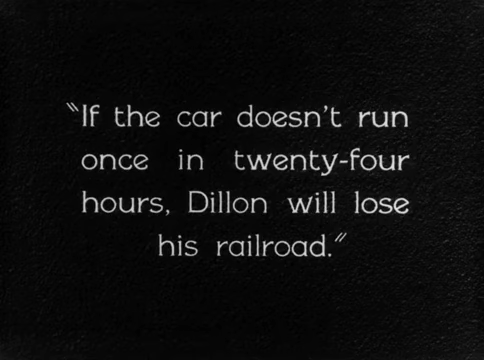 "If the car doesn't run
once in twenty-four
hours, Dillon will lose
his railroad."